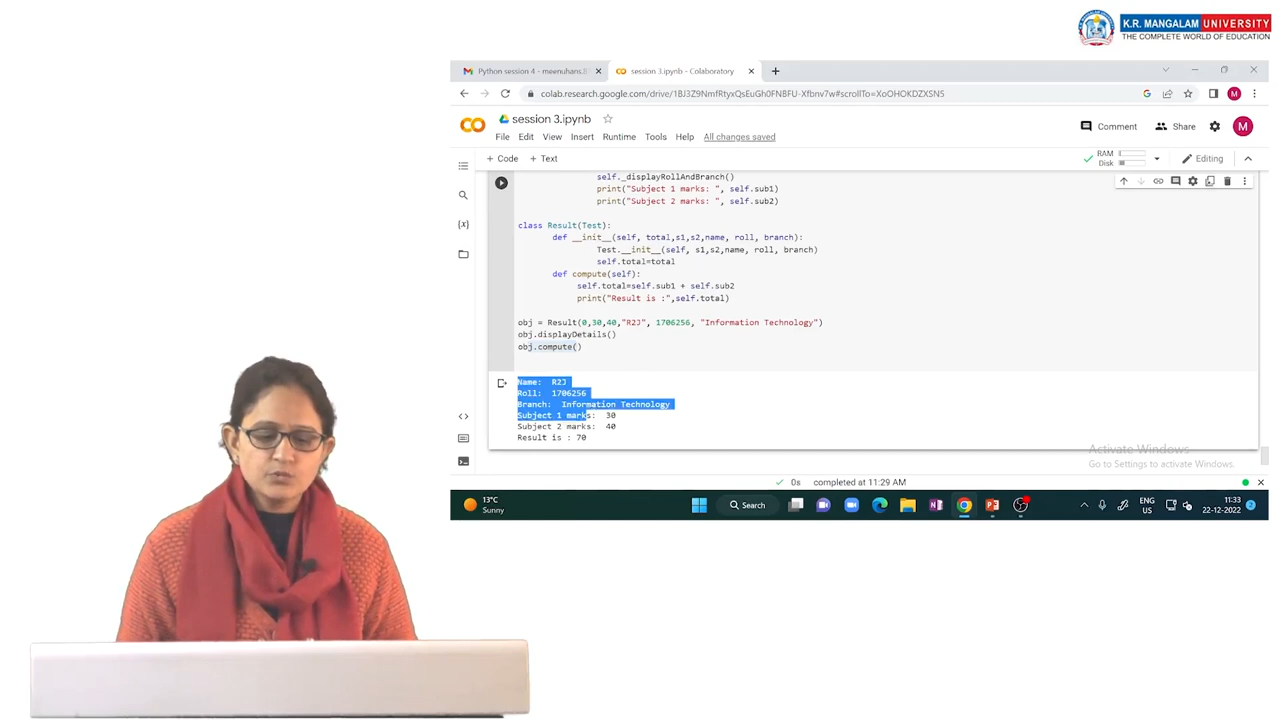 K.R. MANGALAM UNIVERSITY
THE COMPLETE WORLD OF EDUCATION
Python session 4 - meenuhans.8
session 3.ipynb - Colaboratory
colab.research.google.com/drive/1BJ3Z9NmfRtyxQsEuGh0FNBFU-Xfbnv7w#scrollTo=XoOHOKDZXSN5
session 3.ipynb
File Edit View Insert Runtime Tools Help All changes saved
Comment Share M
+ Code + Text
RAM
Disk
Editing
self._displayRollAndBranch()
print("Subject 1 marks: ", self.sub1)
print("Subject 2 marks: ", self.sub2)
class Result(Test):
def __init__(self, total,s1,s2,name, roll, branch):
Test.__init__(self, s1,s2,name, roll, branch)
self.total=total
def compute(self):
self.total=self.sub1 + self.sub2
print("Result is :",self.total)
obj = Result(0,30,40,"R2J", 1706256, "Information Technology")
obj.displayDetails()
obj.compute()
Name: R2J
Roll: 1706256
Branch: Information Technology
Subject 1 marks: 30
Subject 2 marks: 40
Result is : 70
Activate Windows
Go to Settings to activate Windows.
0s completed at 11:29 AM
13°C
Sunny
Search
ENG
US
11:33
22-12-2022